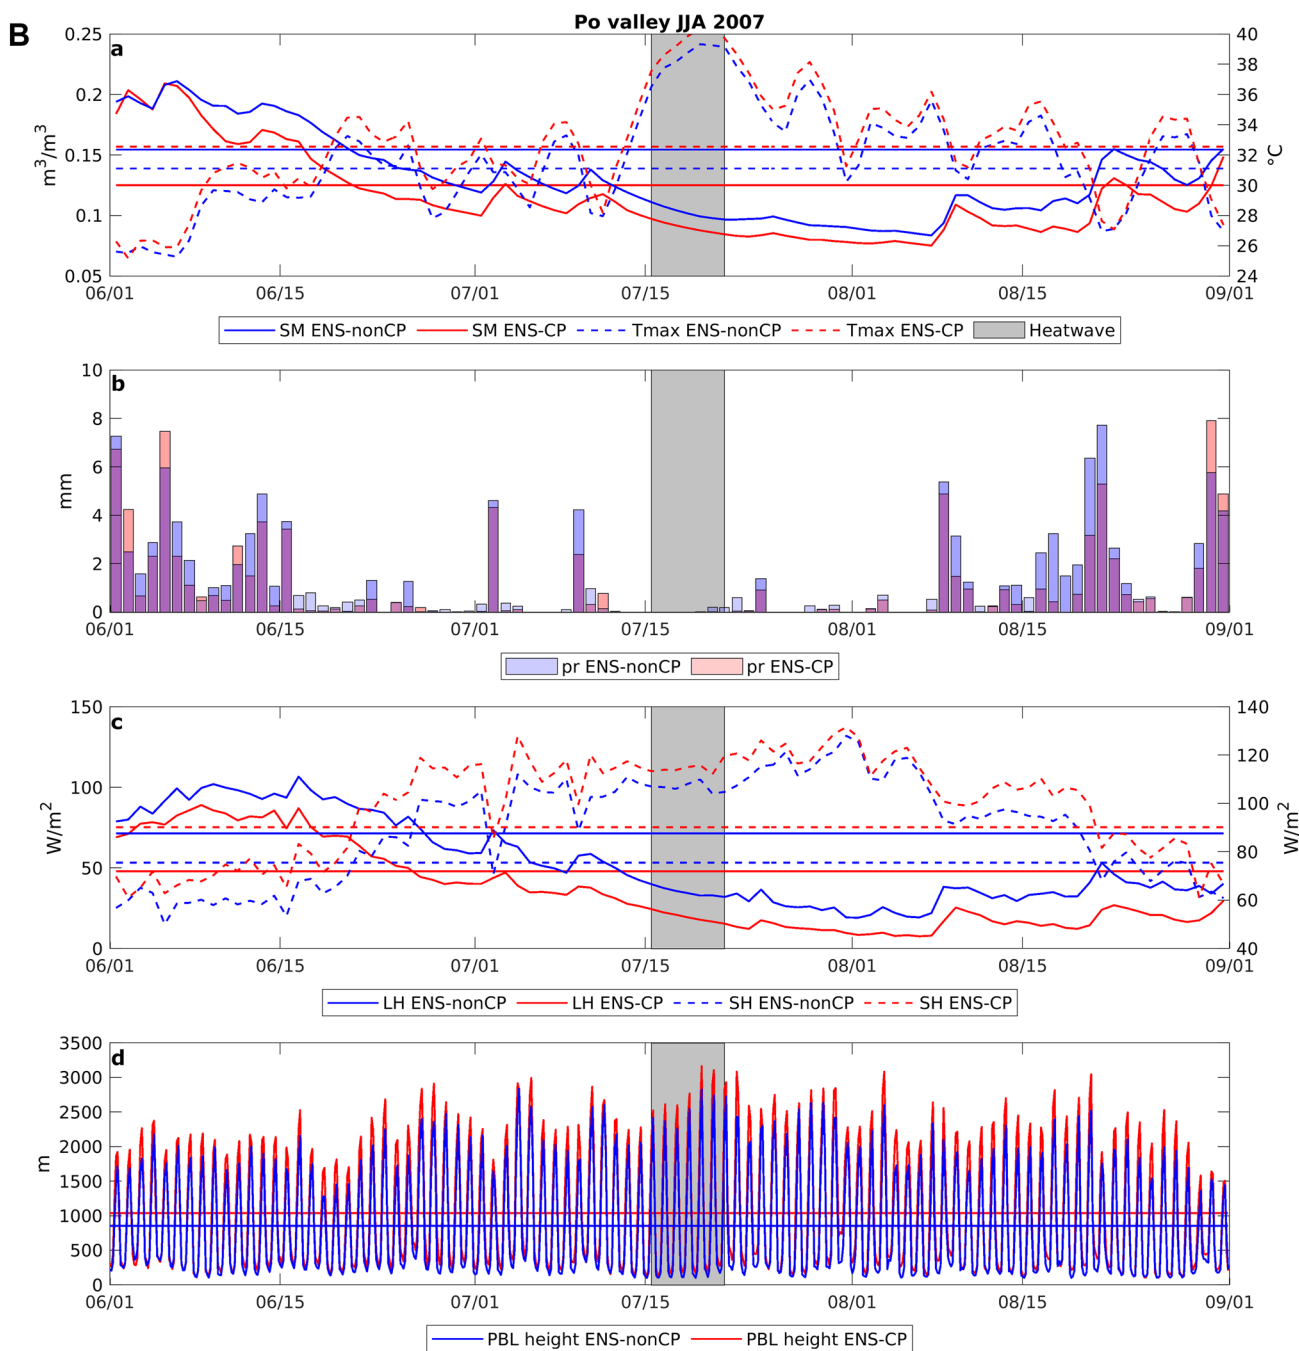 B
Po valley JJA 2007
a
0.25
0.2
0.15
0.1
0.05
m³/m³
40
38
36
34
32
30
28
26
24
°C
06/01 06/15 07/01 07/15 08/01 08/15 09/01
SM ENS-nonCP SM ENS-CP Tmax ENS-nonCP Tmax ENS-CP Heatwave
b
10
8
6
4
2
0
mm
06/01 06/15 07/01 07/15 08/01 08/15 09/01
pr ENS-nonCP pr ENS-CP
c
150
100
50
0
W/m²
140
120
100
80
60
40
W/m²
06/01 06/15 07/01 07/15 08/01 08/15 09/01
LH ENS-nonCP LH ENS-CP SH ENS-nonCP SH ENS-CP
d
3500
3000
2500
2000
1500
1000
500
0
m
06/01 06/15 07/01 07/15 08/01 08/15 09/01
PBL height ENS-nonCP PBL height ENS-CP